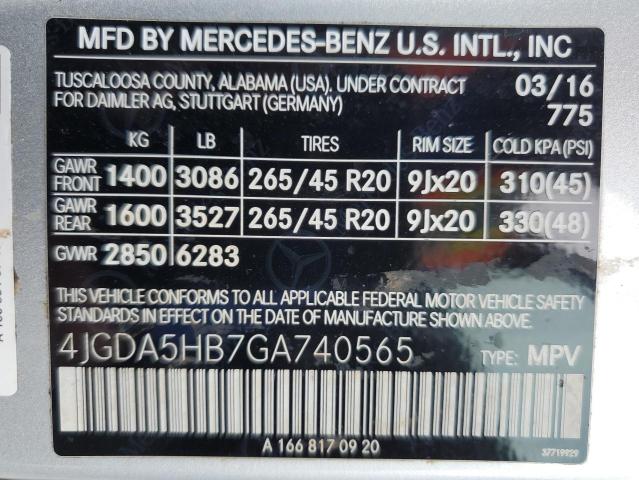 MFD BY MERCEDES-BENZ U.S. INTL., INC
TUSCALOOSA COUNTY, ALABAMA (USA). UNDER CONTRACT 03/16
FOR DAIMLER AG, STUTTGART (GERMANY) 775
KG LB TIRES RIM SIZE COLD KPA(PSI)
GAWR FRONT 1400 3086 265/45 R20 9Jx20 310(45)
GAWR REAR 1600 3527 265/45 R20 9Jx20 330(48)
GVWR 2850 6283
THIS VEHICLE CONFORMS TO ALL APPLICABLE FEDERAL MOTOR VEHICLE SAFETY
STANDARDS IN EFFECT ON THE DATE OF MANUFACTURE SHOWN ABOVE.
4JGDA5HB7GA740565 TYPE: MPV
A 166 817 09 20
37719929